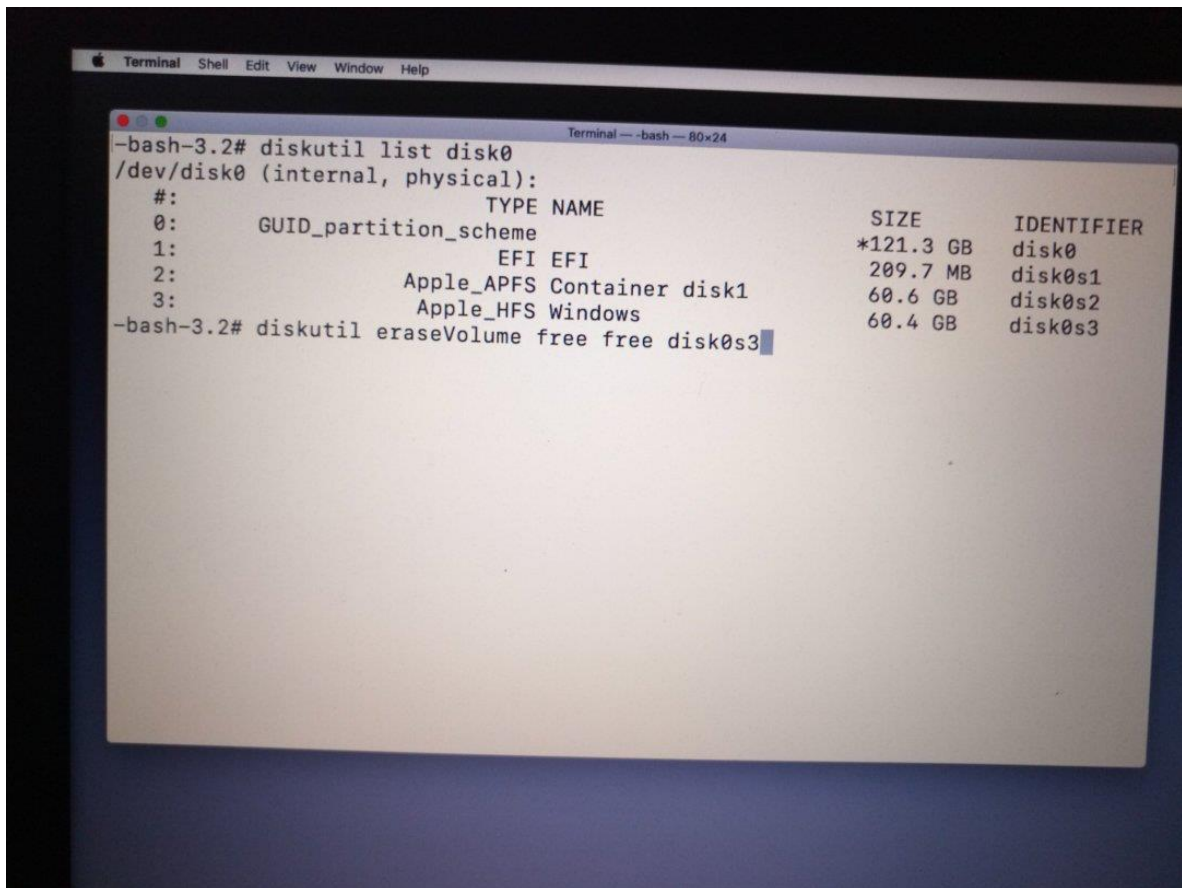 Terminal Shell Edit View Window Help
Terminal — -bash — 80×24
-bash-3.2# diskutil list disk0
/dev/disk0 (internal, physical):
#: TYPE NAME SIZE IDENTIFIER
0: GUID_partition_scheme *121.3 GB disk0
1: EFI EFI 209.7 MB disk0s1
2: Apple_APFS Container disk1 60.6 GB disk0s2
3: Apple_HFS Windows 60.4 GB disk0s3
-bash-3.2# diskutil eraseVolume free free disk0s3